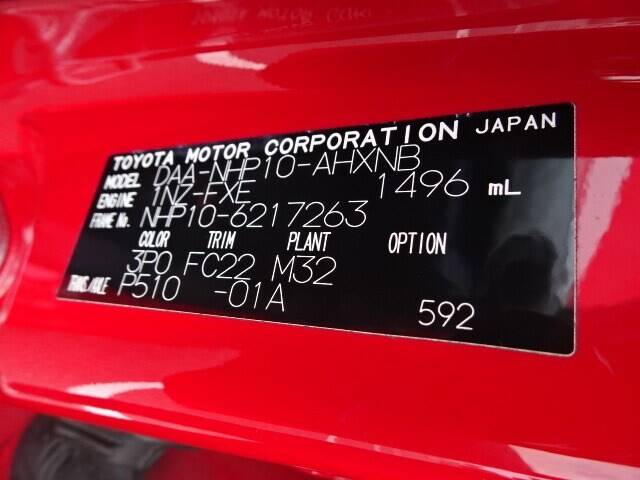 TOYOTA MOTOR CORPORATION JAPAN
MODEL DAA-NHP10-AHXNB
ENGINE 1NZ-FXE 1496 mL
FRAME No. NHP10-6217263
COLOR TRIM PLANT OPTION
3P0 FC22 M32
TRANS/AXLE P510 -01A
592